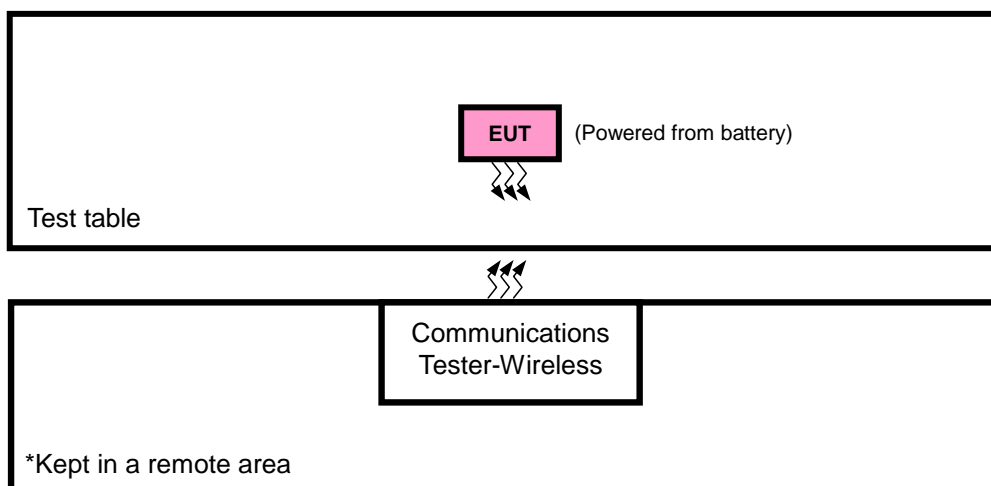 EUT
(Powered from battery)
Test table
Communications
Tester-Wireless
*Kept in a remote area